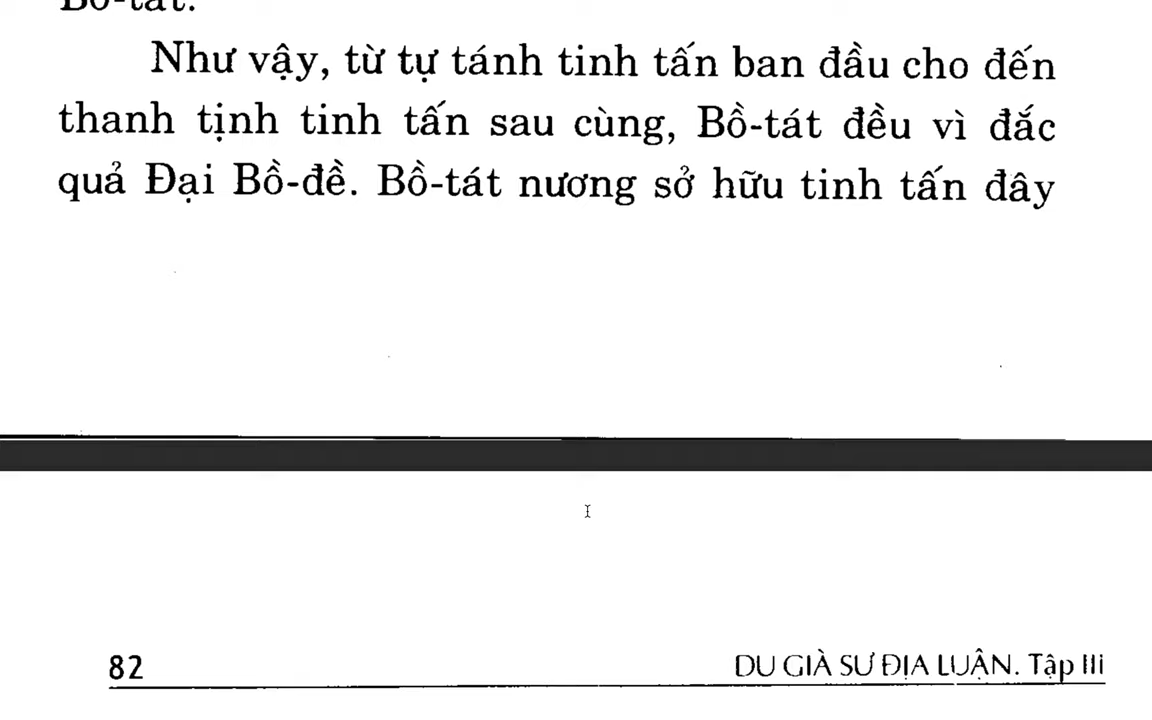 Bồ-tát.
Như vậy, từ tự tánh tinh tấn ban đầu cho đến
thanh tịnh tinh tấn sau cùng, Bồ-tát đều vì đắc
quả Đại Bồ-đề. Bồ-tát nương sở hữu tinh tấn đây
82
DU GIÀ SƯ ĐỊA LUẬN. Tập III